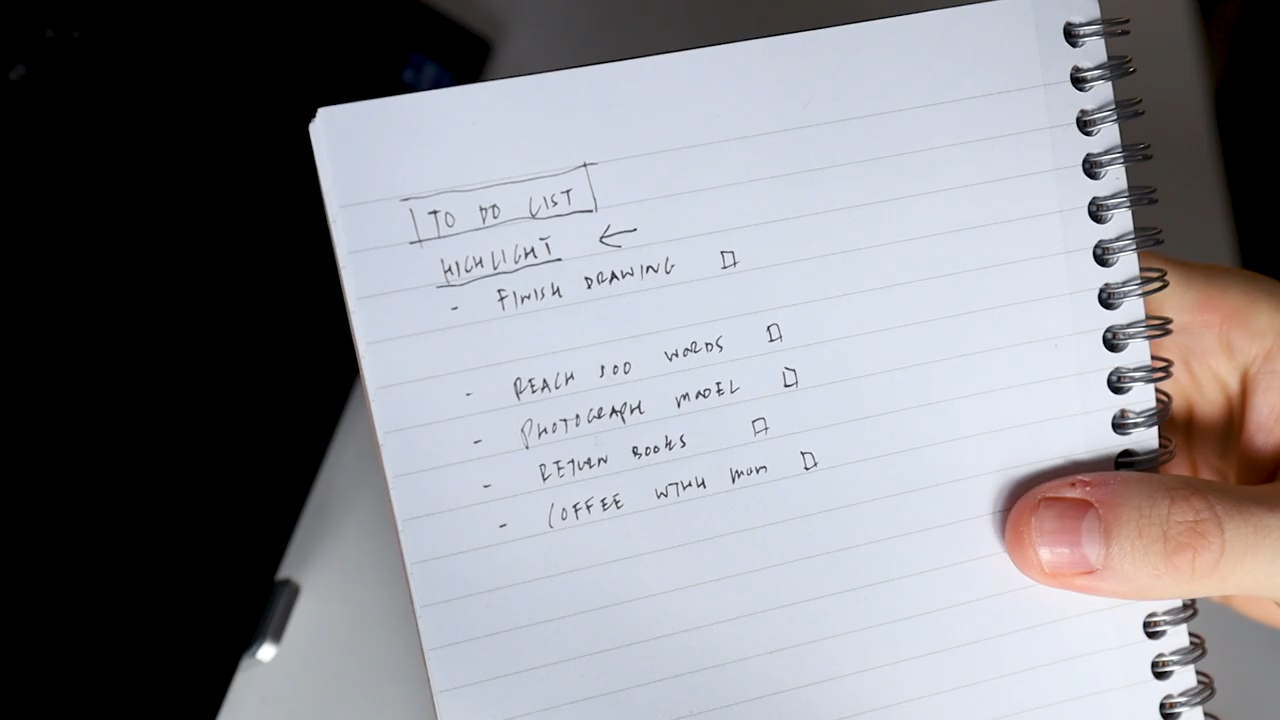 TO DO LIST
HIGHLIGHT ←
- FINISH DRAWING □
- REACH 500 WORDS □
- PHOTOGRAPH MODEL □
- RETURN BOOKS □
- COFFEE WITH MUM □